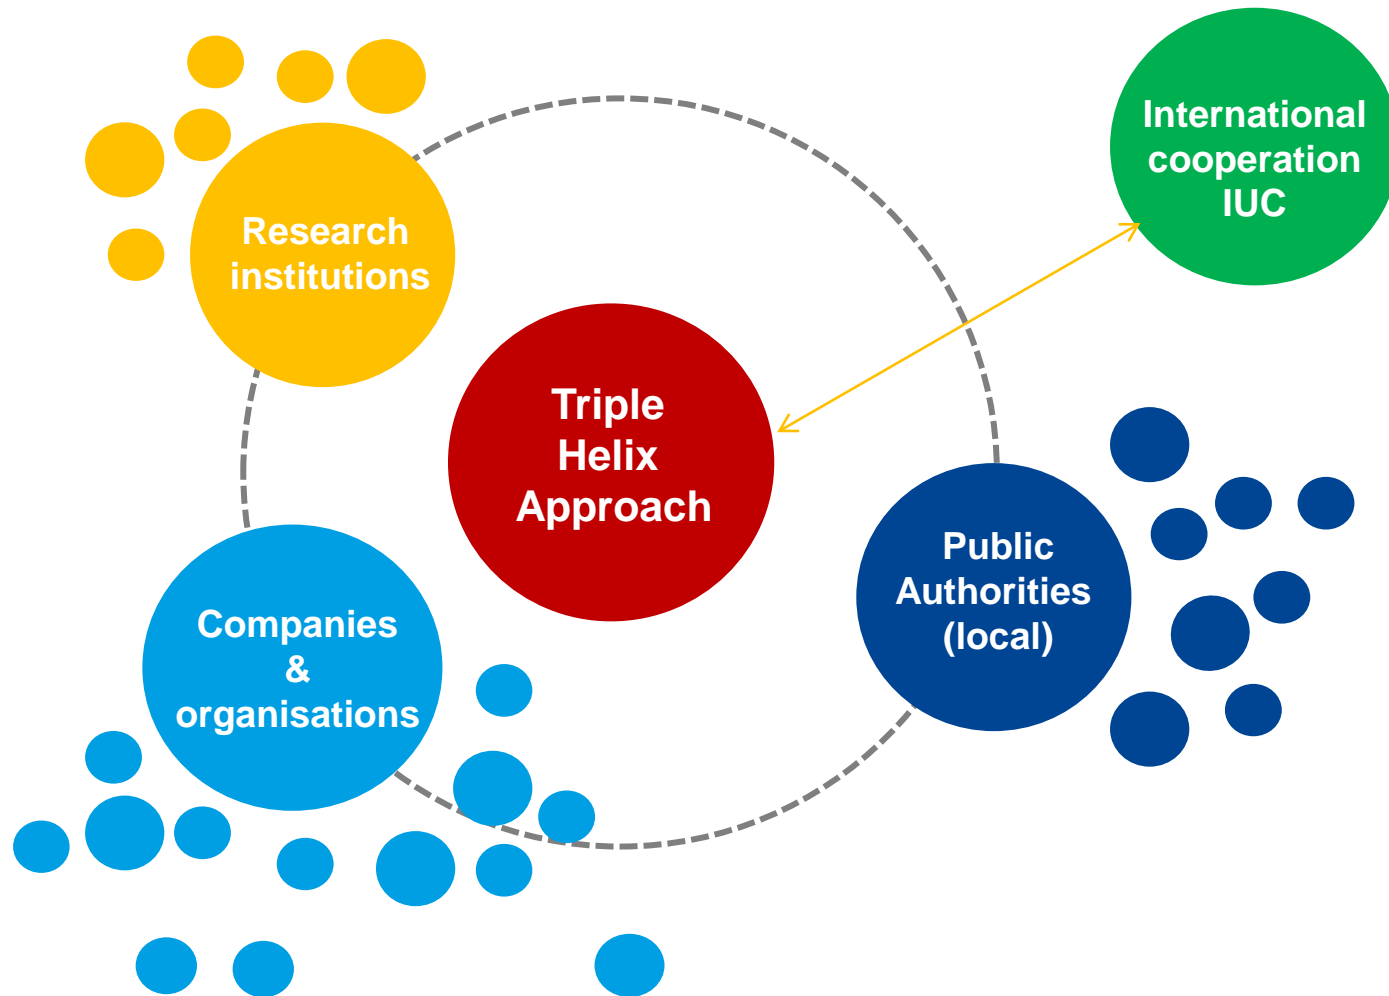 International
cooperation
IUC
Research
institutions
Triple
Helix
Approach
Public
Authorities
(local)
Companies
&
organisations